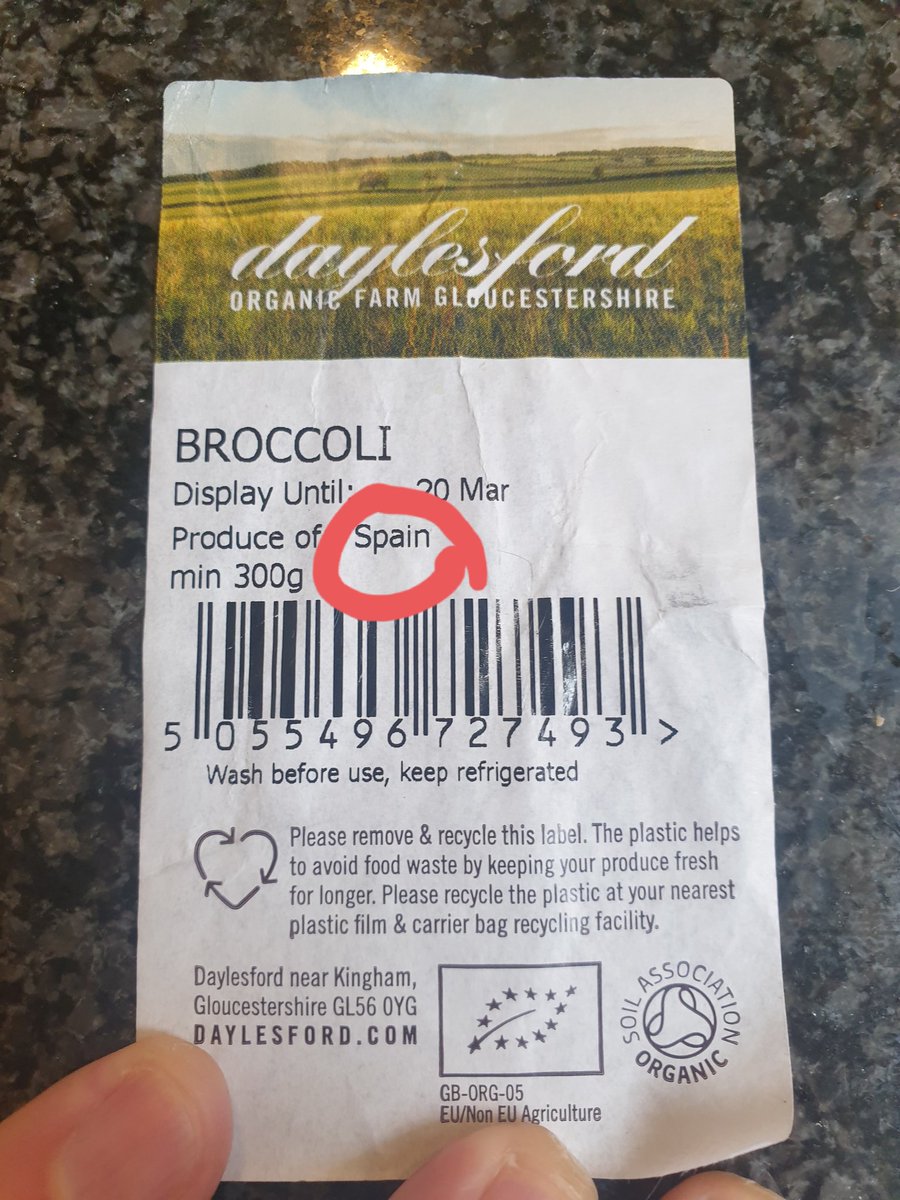 daylesford
ORGANIC FARM GLOUCESTERSHIRE
BROCCOLI
Display Until: 20 Mar
Produce of Spain
min 300g
5 055496 727493 >
Wash before use, keep refrigerated
Please remove & recycle this label. The plastic helps
to avoid food waste by keeping your produce fresh
for longer. Please recycle the plastic at your nearest
plastic film & carrier bag recycling facility.
Daylesford near Kingham,
Gloucestershire GL56 0YG
DAYLESFORD.COM
GB-ORG-05
EU/Non EU Agriculture
SOIL ASSOCIATION
ORGANIC